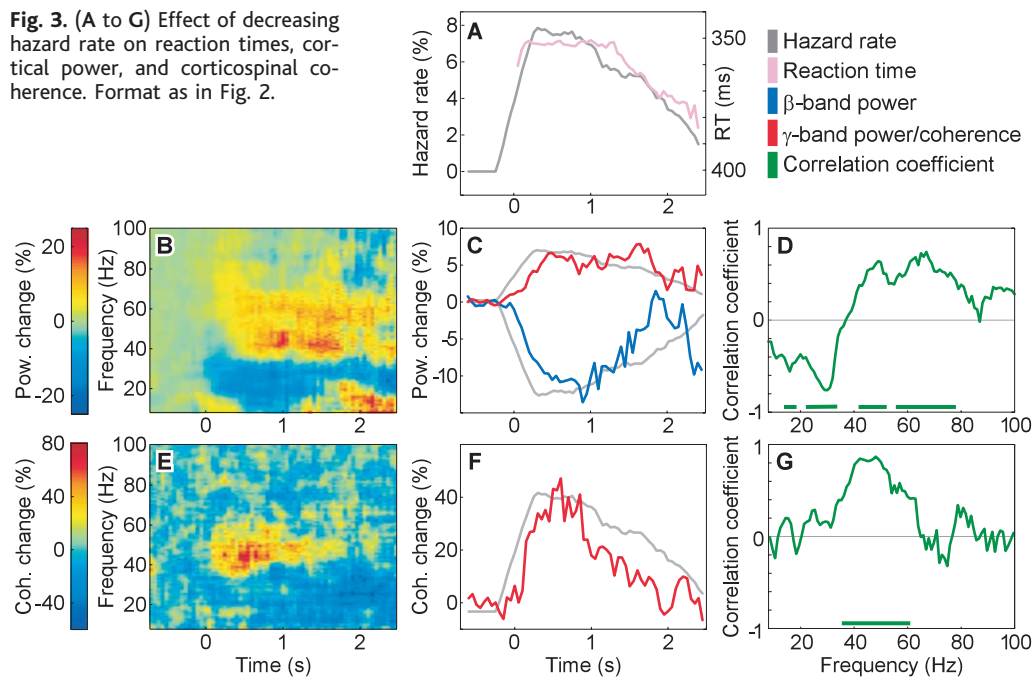 Fig. 3. (A to G) Effect of decreasing
hazard rate on reaction times, cor-
tical power, and corticospinal co-
herence. Format as in Fig. 2.
A
Hazard rate (%)
8
6
4
2
0
350
RT (ms)
400
0 1 2
Hazard rate
Reaction time
β-band power
γ-band power/coherence
Correlation coefficient
Pow. change (%)
20
0
-20
B
Frequency (Hz)
100
80
60
40
20
C
Pow. change (%)
10
5
0
-5
-10
D
Correlation coefficient
1
0
-1
20 40 60 80 100
Coh. change (%)
80
40
0
-40
E
Frequency (Hz)
100
80
60
40
20
0 1 2
Time (s)
F
Coh. change (%)
40
20
0
0 1 2
Time (s)
G
Correlation coefficient
1
0
-1
20 40 60 80 100
Frequency (Hz)